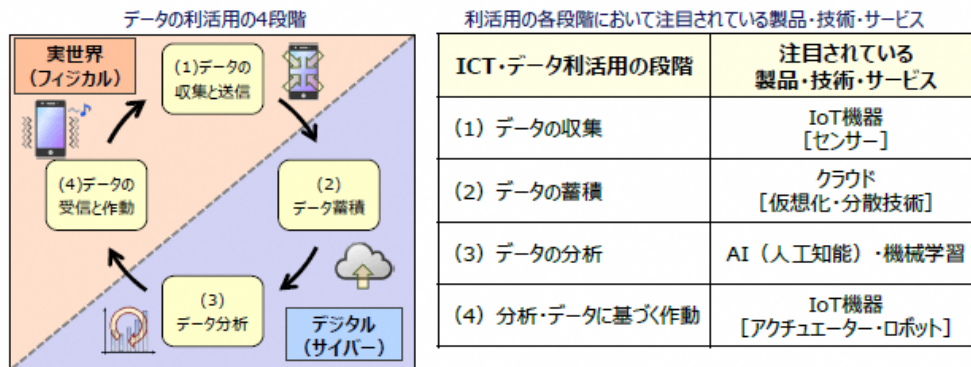 データの利活用の4段階
実世界
（フィジカル）
(1)データの
収集と送信
(2)
データ蓄積
(3)
データ分析
(4)データの
受信と作動
デジタル
（サイバー）
利活用の各段階において注目されている製品・技術・サービス
ICT・データ利活用の段階
注目されている
製品・技術・サービス
(1) データの収集
IoT機器
[センサー]
(2) データの蓄積
クラウド
[仮想化・分散技術]
(3) データの分析
AI（人工知能）・機械学習
(4) 分析・データに基づく作動
IoT機器
[アクチュエーター・ロボット]